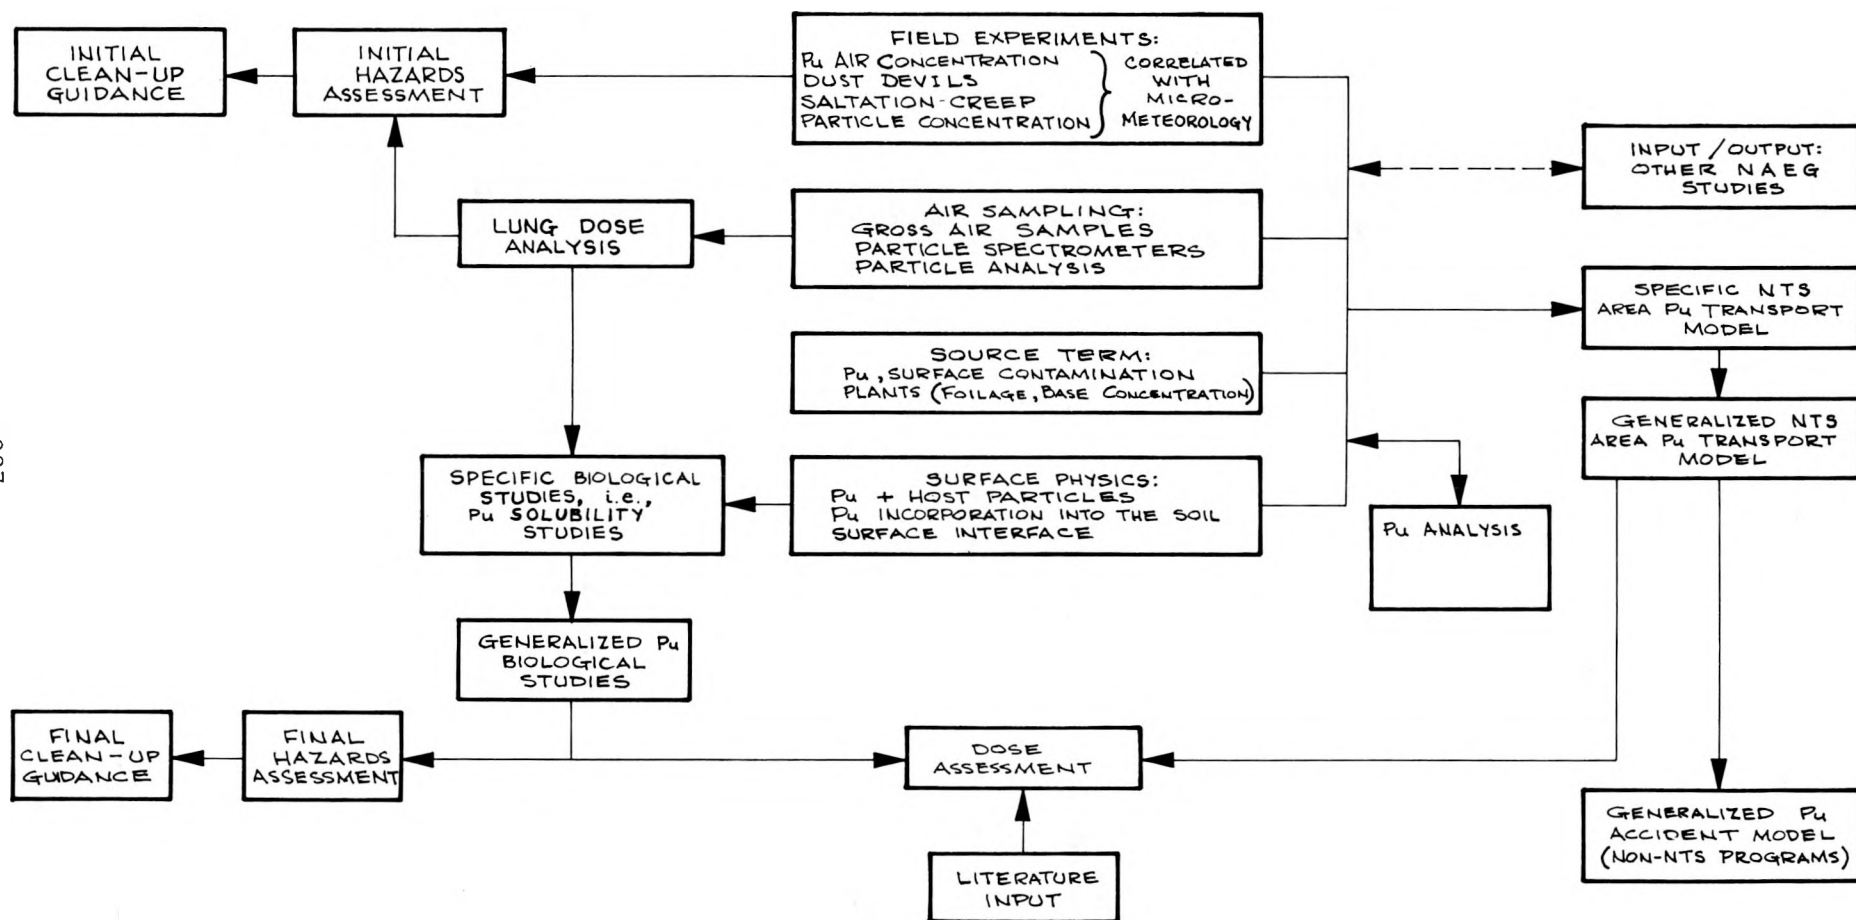 INITIAL
CLEAN-UP
GUIDANCE
INITIAL
HAZARDS
ASSESSMENT
FIELD EXPERIMENTS:
Pu AIR CONCENTRATION
DUST DEVILS
SALTATION-CREEP
PARTICLE CONCENTRATION
CORRELATED
WITH
MICRO-
METEOROLOGY
INPUT / OUTPUT:
OTHER NAEG
STUDIES
LUNG DOSE
ANALYSIS
AIR SAMPLING:
GROSS AIR SAMPLES
PARTICLE SPECTROMETERS
PARTICLE ANALYSIS
SPECIFIC NTS
AREA Pu TRANSPORT
MODEL
SOURCE TERM:
Pu, SURFACE CONTAMINATION
PLANTS (FOILAGE, BASE CONCENTRATION)
GENERALIZED NTS
AREA Pu TRANSPORT
MODEL
SPECIFIC BIOLOGICAL
STUDIES, i.e.,
Pu SOLUBILITY
STUDIES
SURFACE PHYSICS:
Pu + HOST PARTICLES
Pu INCORPORATION INTO THE SOIL
SURFACE INTERFACE
Pu ANALYSIS
GENERALIZED Pu
BIOLOGICAL
STUDIES
FINAL
CLEAN-UP
GUIDANCE
FINAL
HAZARDS
ASSESSMENT
DOSE
ASSESSMENT
LITERATURE
INPUT
GENERALIZED Pu
ACCIDENT MODEL
(NON-NTS PROGRAMS)